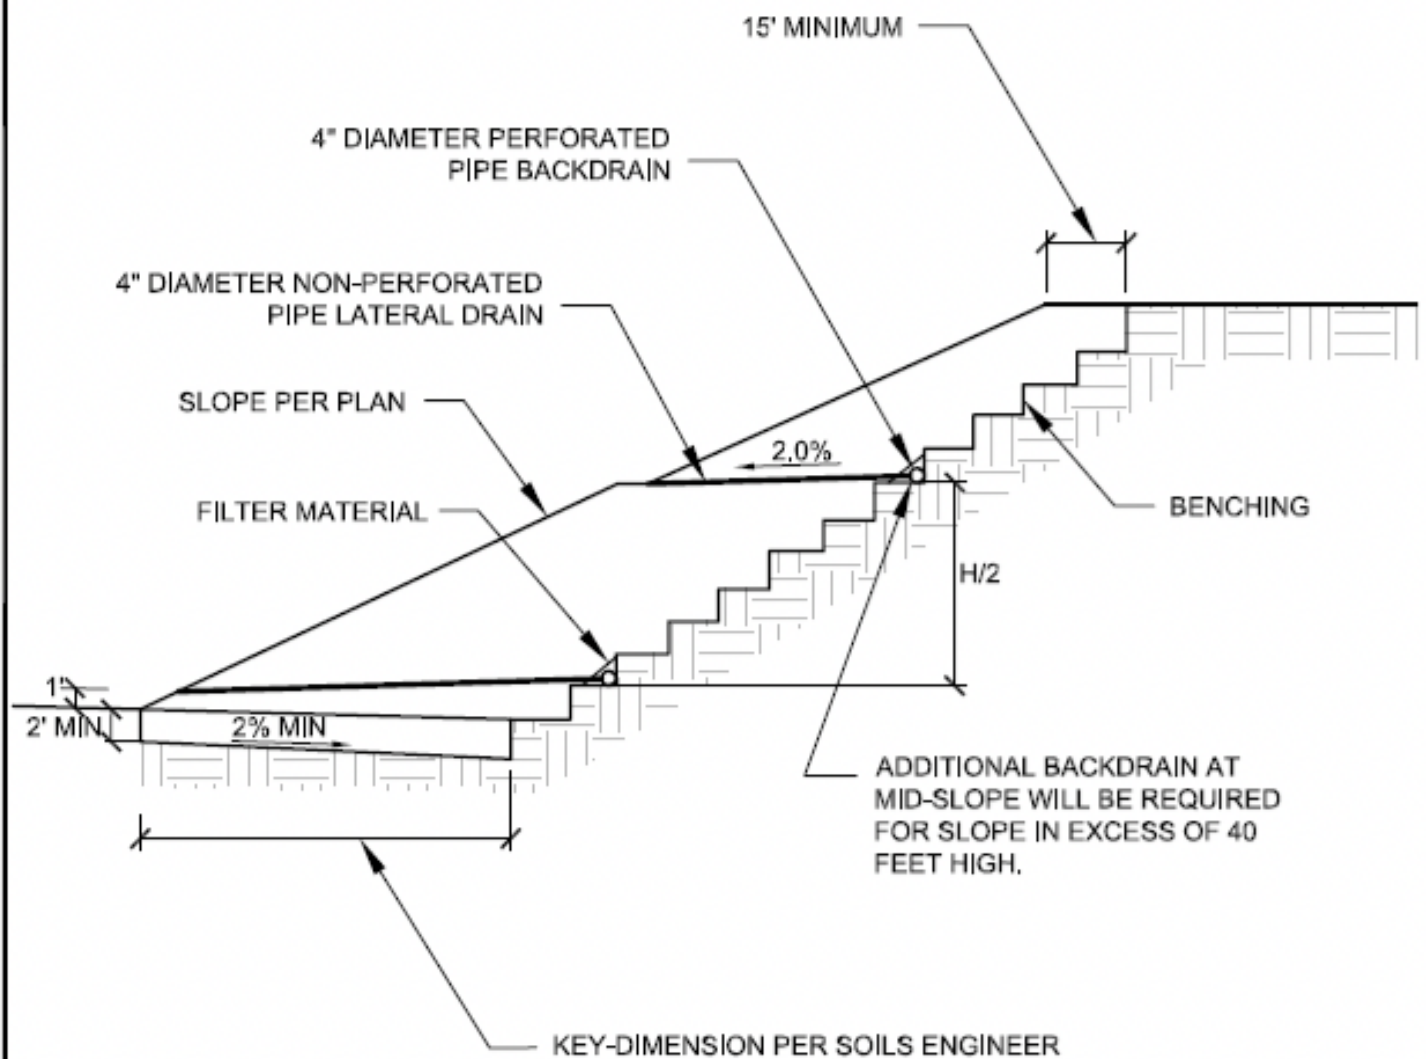 15' MINIMUM
4" DIAMETER PERFORATED
PIPE BACKDRAIN
4" DIAMETER NON-PERFORATED
PIPE LATERAL DRAIN
SLOPE PER PLAN
2.0%
FILTER MATERIAL
BENCHING
H/2
1'
2' MIN
2% MIN
ADDITIONAL BACKDRAIN AT
MID-SLOPE WILL BE REQUIRED
FOR SLOPE IN EXCESS OF 40
FEET HIGH.
KEY-DIMENSION PER SOILS ENGINEER